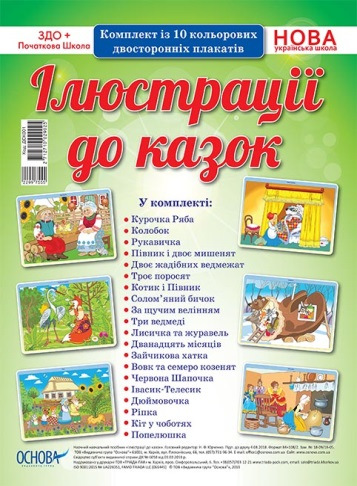 ЗДО +
Початкова Школа
Комплект із 10 кольорових
двосторонніх плакатів
НОВА
українська школа
Ілюстрації
до казок
У комплекті:
• Курочка Ряба
• Колобок
• Рукавичка
• Півник і двоє мишенят
• Двоє жадібних ведмежат
• Троє поросят
• Котик і Півник
• Солом'яний бичок
• За щучим велінням
• Три ведмеді
• Лисичка та журавель
• Дванадцять місяців
• Зайчикова хатка
• Вовк та семеро козенят
• Червона Шапочка
• Івасик-Телесик
• Дюймовочка
• Ріпка
• Кіт у чоботях
• Попелюшка
ОСНОВА